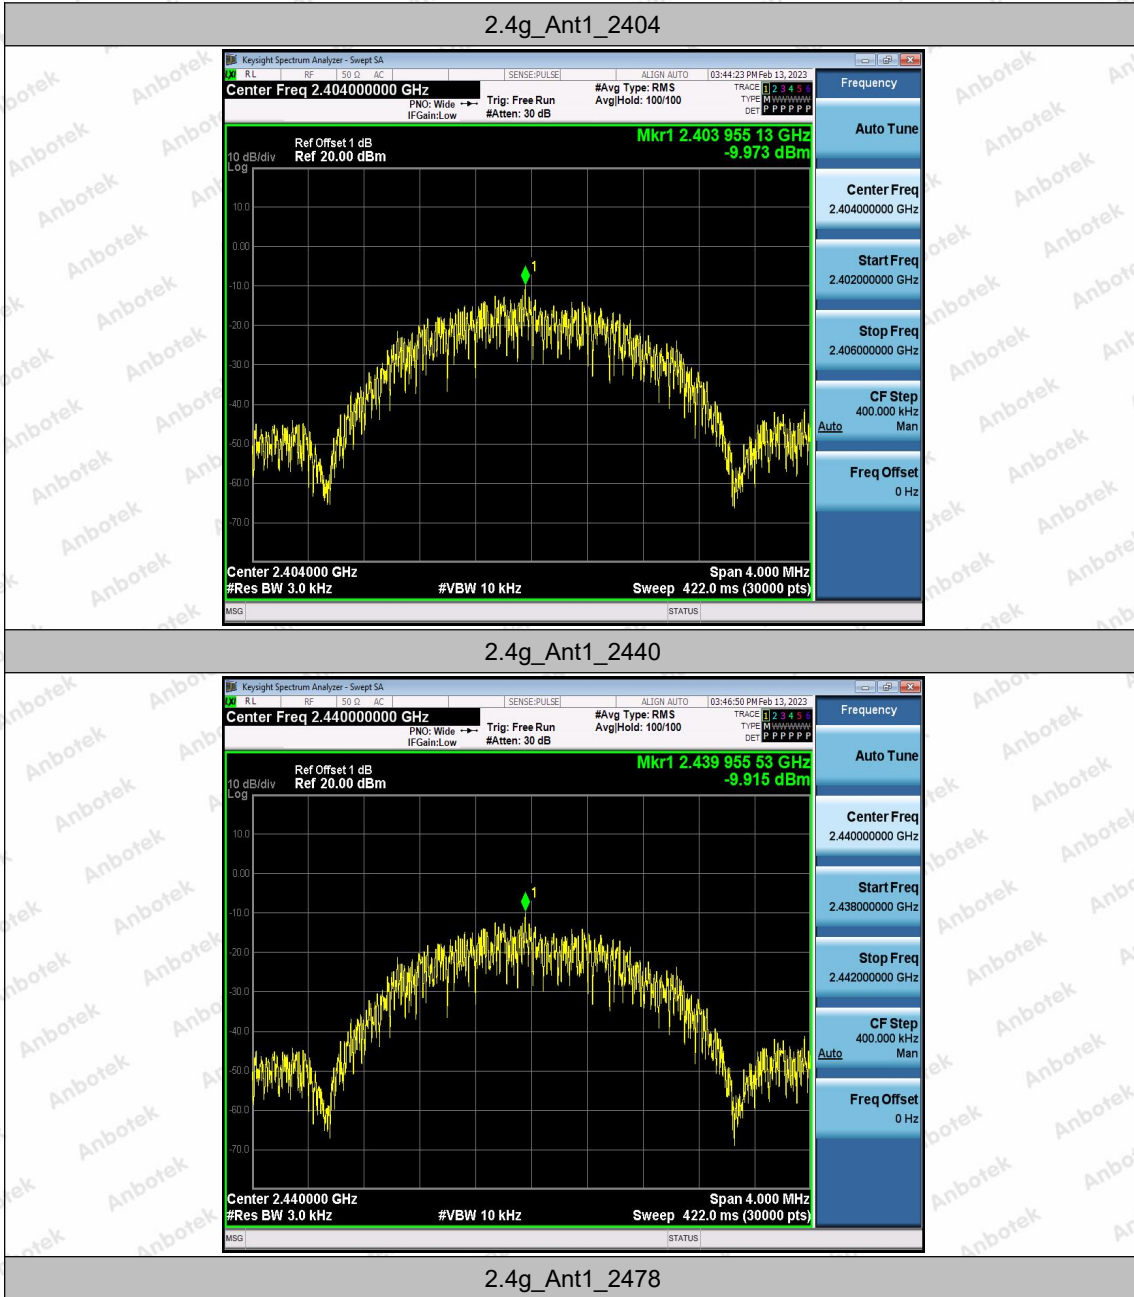 2.4g_Ant1_2404
Keysight Spectrum Analyzer - Swept SA
LXI RL RF 50 Ω AC SENSE:PULSE ALIGN AUTO 03:44:23 PM Feb 13, 2023
Center Freq 2.404000000 GHz
PNO: Wide
IFGain:Low
Trig: Free Run
#Atten: 30 dB
#Avg Type: RMS
Avg|Hold: 100/100
TRACE 1 2 3 4 5 6
TYPE M WWWWW
DET P P P P P P
Ref Offset 1 dB
10 dB/div Ref 20.00 dBm
Log
Mkr1 2.403 955 13 GHz
-9.973 dBm
10.0
0.00
-10.0
-20.0
-30.0
-40.0
-50.0
-60.0
-70.0
1
Center 2.404000 GHz Span 4.000 MHz
#Res BW 3.0 kHz #VBW 10 kHz Sweep 422.0 ms (30000 pts)
MSG STATUS
Frequency
Auto Tune
Center Freq
2.404000000 GHz
Start Freq
2.402000000 GHz
Stop Freq
2.406000000 GHz
CF Step
400.000 kHz
Auto Man
Freq Offset
0 Hz
2.4g_Ant1_2440
Keysight Spectrum Analyzer - Swept SA
LXI RL RF 50 Ω AC SENSE:PULSE ALIGN AUTO 03:46:50 PM Feb 13, 2023
Center Freq 2.440000000 GHz
PNO: Wide
IFGain:Low
Trig: Free Run
#Atten: 30 dB
#Avg Type: RMS
Avg|Hold: 100/100
TRACE 1 2 3 4 5 6
TYPE M WWWWW
DET P P P P P P
Ref Offset 1 dB
10 dB/div Ref 20.00 dBm
Log
Mkr1 2.439 955 53 GHz
-9.915 dBm
10.0
0.00
-10.0
-20.0
-30.0
-40.0
-50.0
-60.0
-70.0
1
Center 2.440000 GHz Span 4.000 MHz
#Res BW 3.0 kHz #VBW 10 kHz Sweep 422.0 ms (30000 pts)
MSG STATUS
Frequency
Auto Tune
Center Freq
2.440000000 GHz
Start Freq
2.438000000 GHz
Stop Freq
2.442000000 GHz
CF Step
400.000 kHz
Auto Man
Freq Offset
0 Hz
2.4g_Ant1_2478
Anbotek